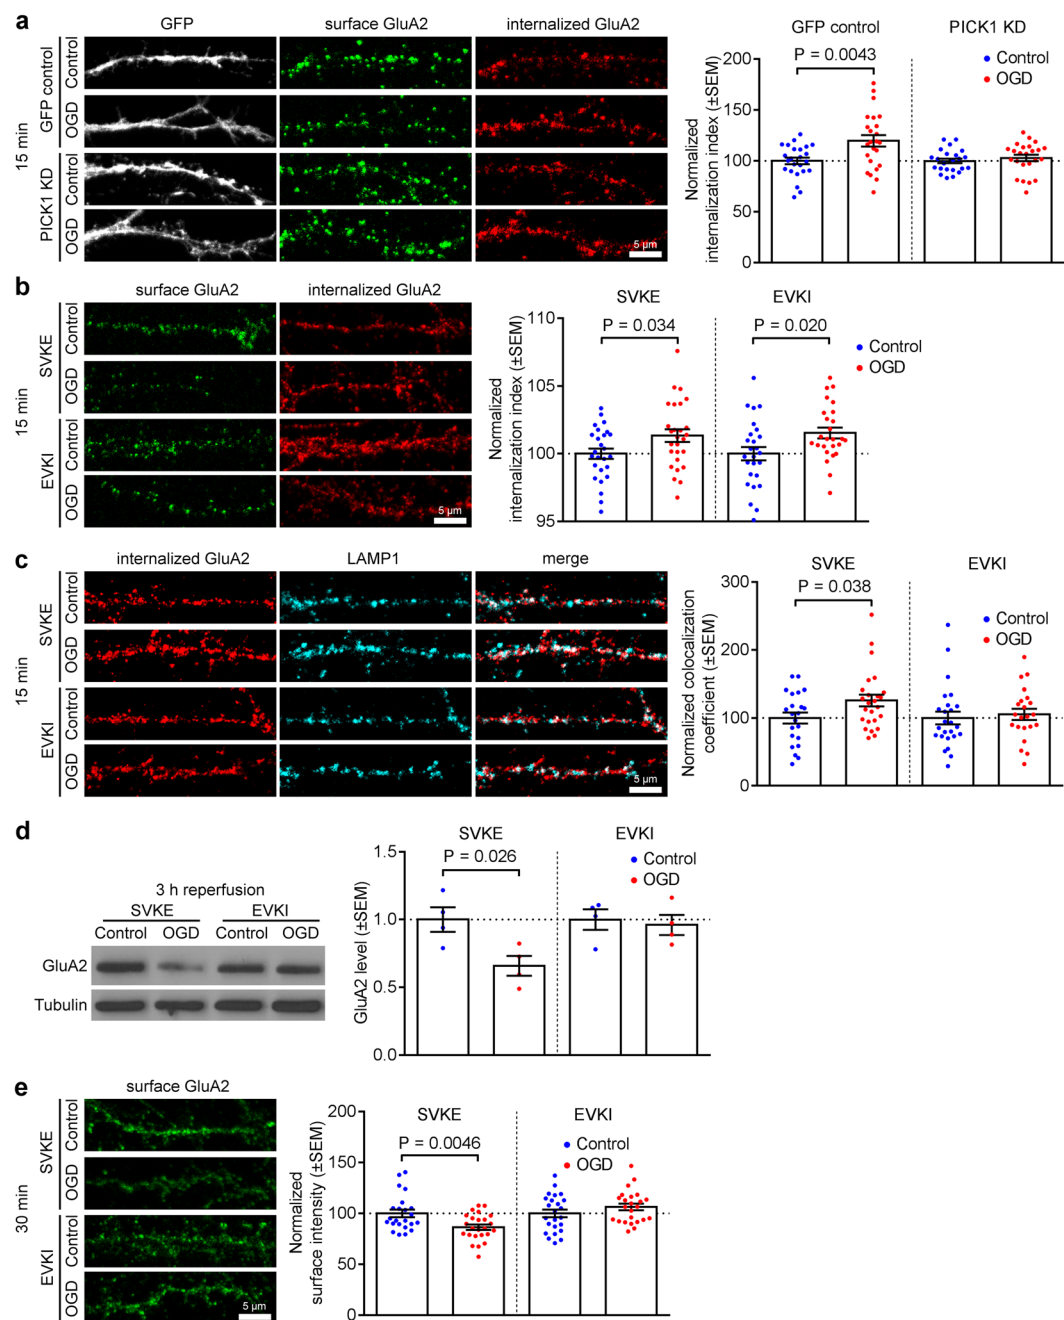 a
GFP
surface GluA2
internalized GluA2
15 min
GFP control
Control
OGD
PICK1 KD
Control
OGD
5 µm
Normalized
internalization index (±SEM)
200
150
100
50
0
GFP control
PICK1 KD
P = 0.0043
Control
OGD
b
surface GluA2
internalized GluA2
15 min
SVKE
Control
OGD
EVKI
Control
OGD
5 µm
Normalized
internalization index (±SEM)
110
105
100
95
SVKE
EVKI
P = 0.034
P = 0.020
Control
OGD
c
internalized GluA2
LAMP1
merge
15 min
SVKE
Control
OGD
EVKI
Control
OGD
5 µm
Normalized colocalization
coefficient (±SEM)
300
200
100
0
SVKE
EVKI
P = 0.038
Control
OGD
d
3 h reperfusion
SVKE
EVKI
Control
OGD
Control
OGD
GluA2
Tubulin
GluA2 level (±SEM)
1.5
1.0
0.5
0.0
SVKE
EVKI
P = 0.026
Control
OGD
e
surface GluA2
30 min
SVKE
Control
OGD
EVKI
Control
OGD
5 µm
Normalized
surface intensity (±SEM)
200
150
100
50
0
SVKE
EVKI
P = 0.0046
Control
OGD